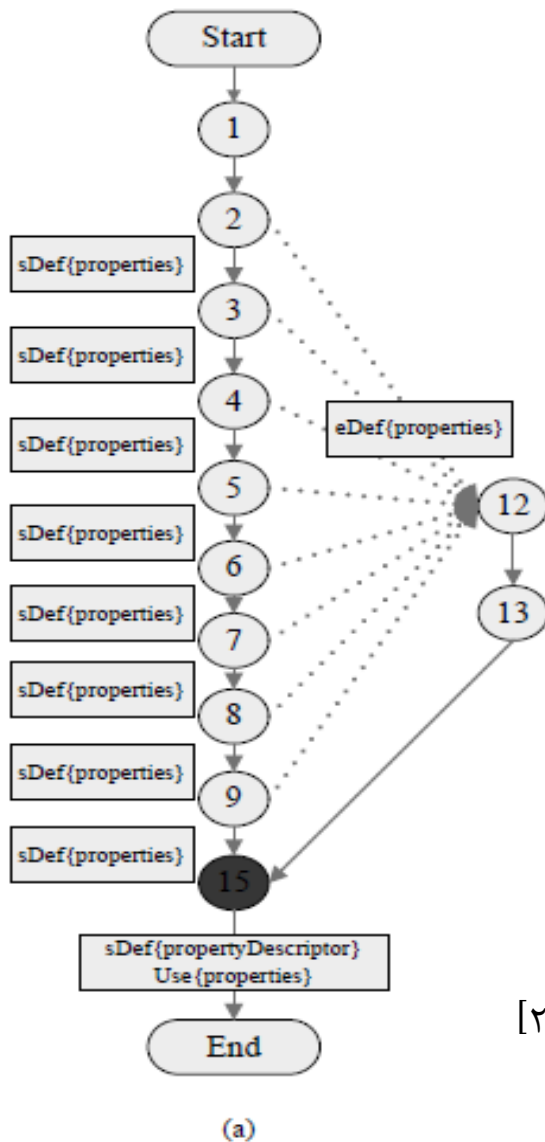 Start
1
2
sDef{properties}
3
sDef{properties}
4
eDef{properties}
sDef{properties}
5
12
sDef{properties}
6
sDef{properties}
13
7
sDef{properties}
8
sDef{properties}
9
sDef{properties}
15
sDef{propertyDescriptor}
Use{properties}
[۲
End
(a)